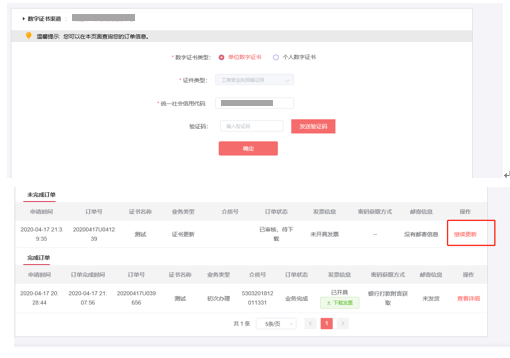 数字证书渠道：
温馨提示: 您可以在本页面查询您的订单信息。
* 数字证书类型： 单位数字证书 个人数字证书
* 证件类型：
* 统一社会信用代码
验证码： 输入验证码 发送验证码
确定
未完成订单
申请时间 订单号 证书名称 业务类型 介质号 订单状态 发票信息 密码获取方式 邮寄信息 操作
2020-04-17 21:3
9:35
20200417U0412
39
测试 证书更新 已审核，待下
载
未开具发票 -- 没有邮寄信息 继续更新
完成订单
申请时间 订单完成时间 订单号 证书名称 业务类型 介质号 订单状态 发票信息 密码获取方式 邮寄信息 操作
2020-04-17 20:
28:44
2020-04-17 21:
07:56
20200417U039
656
测试 初次办理 5303201812
011331
业务完成 已开具
下载发票
银行打款附言获
取
未发货 查看详细
共 1 条 5条/页 1